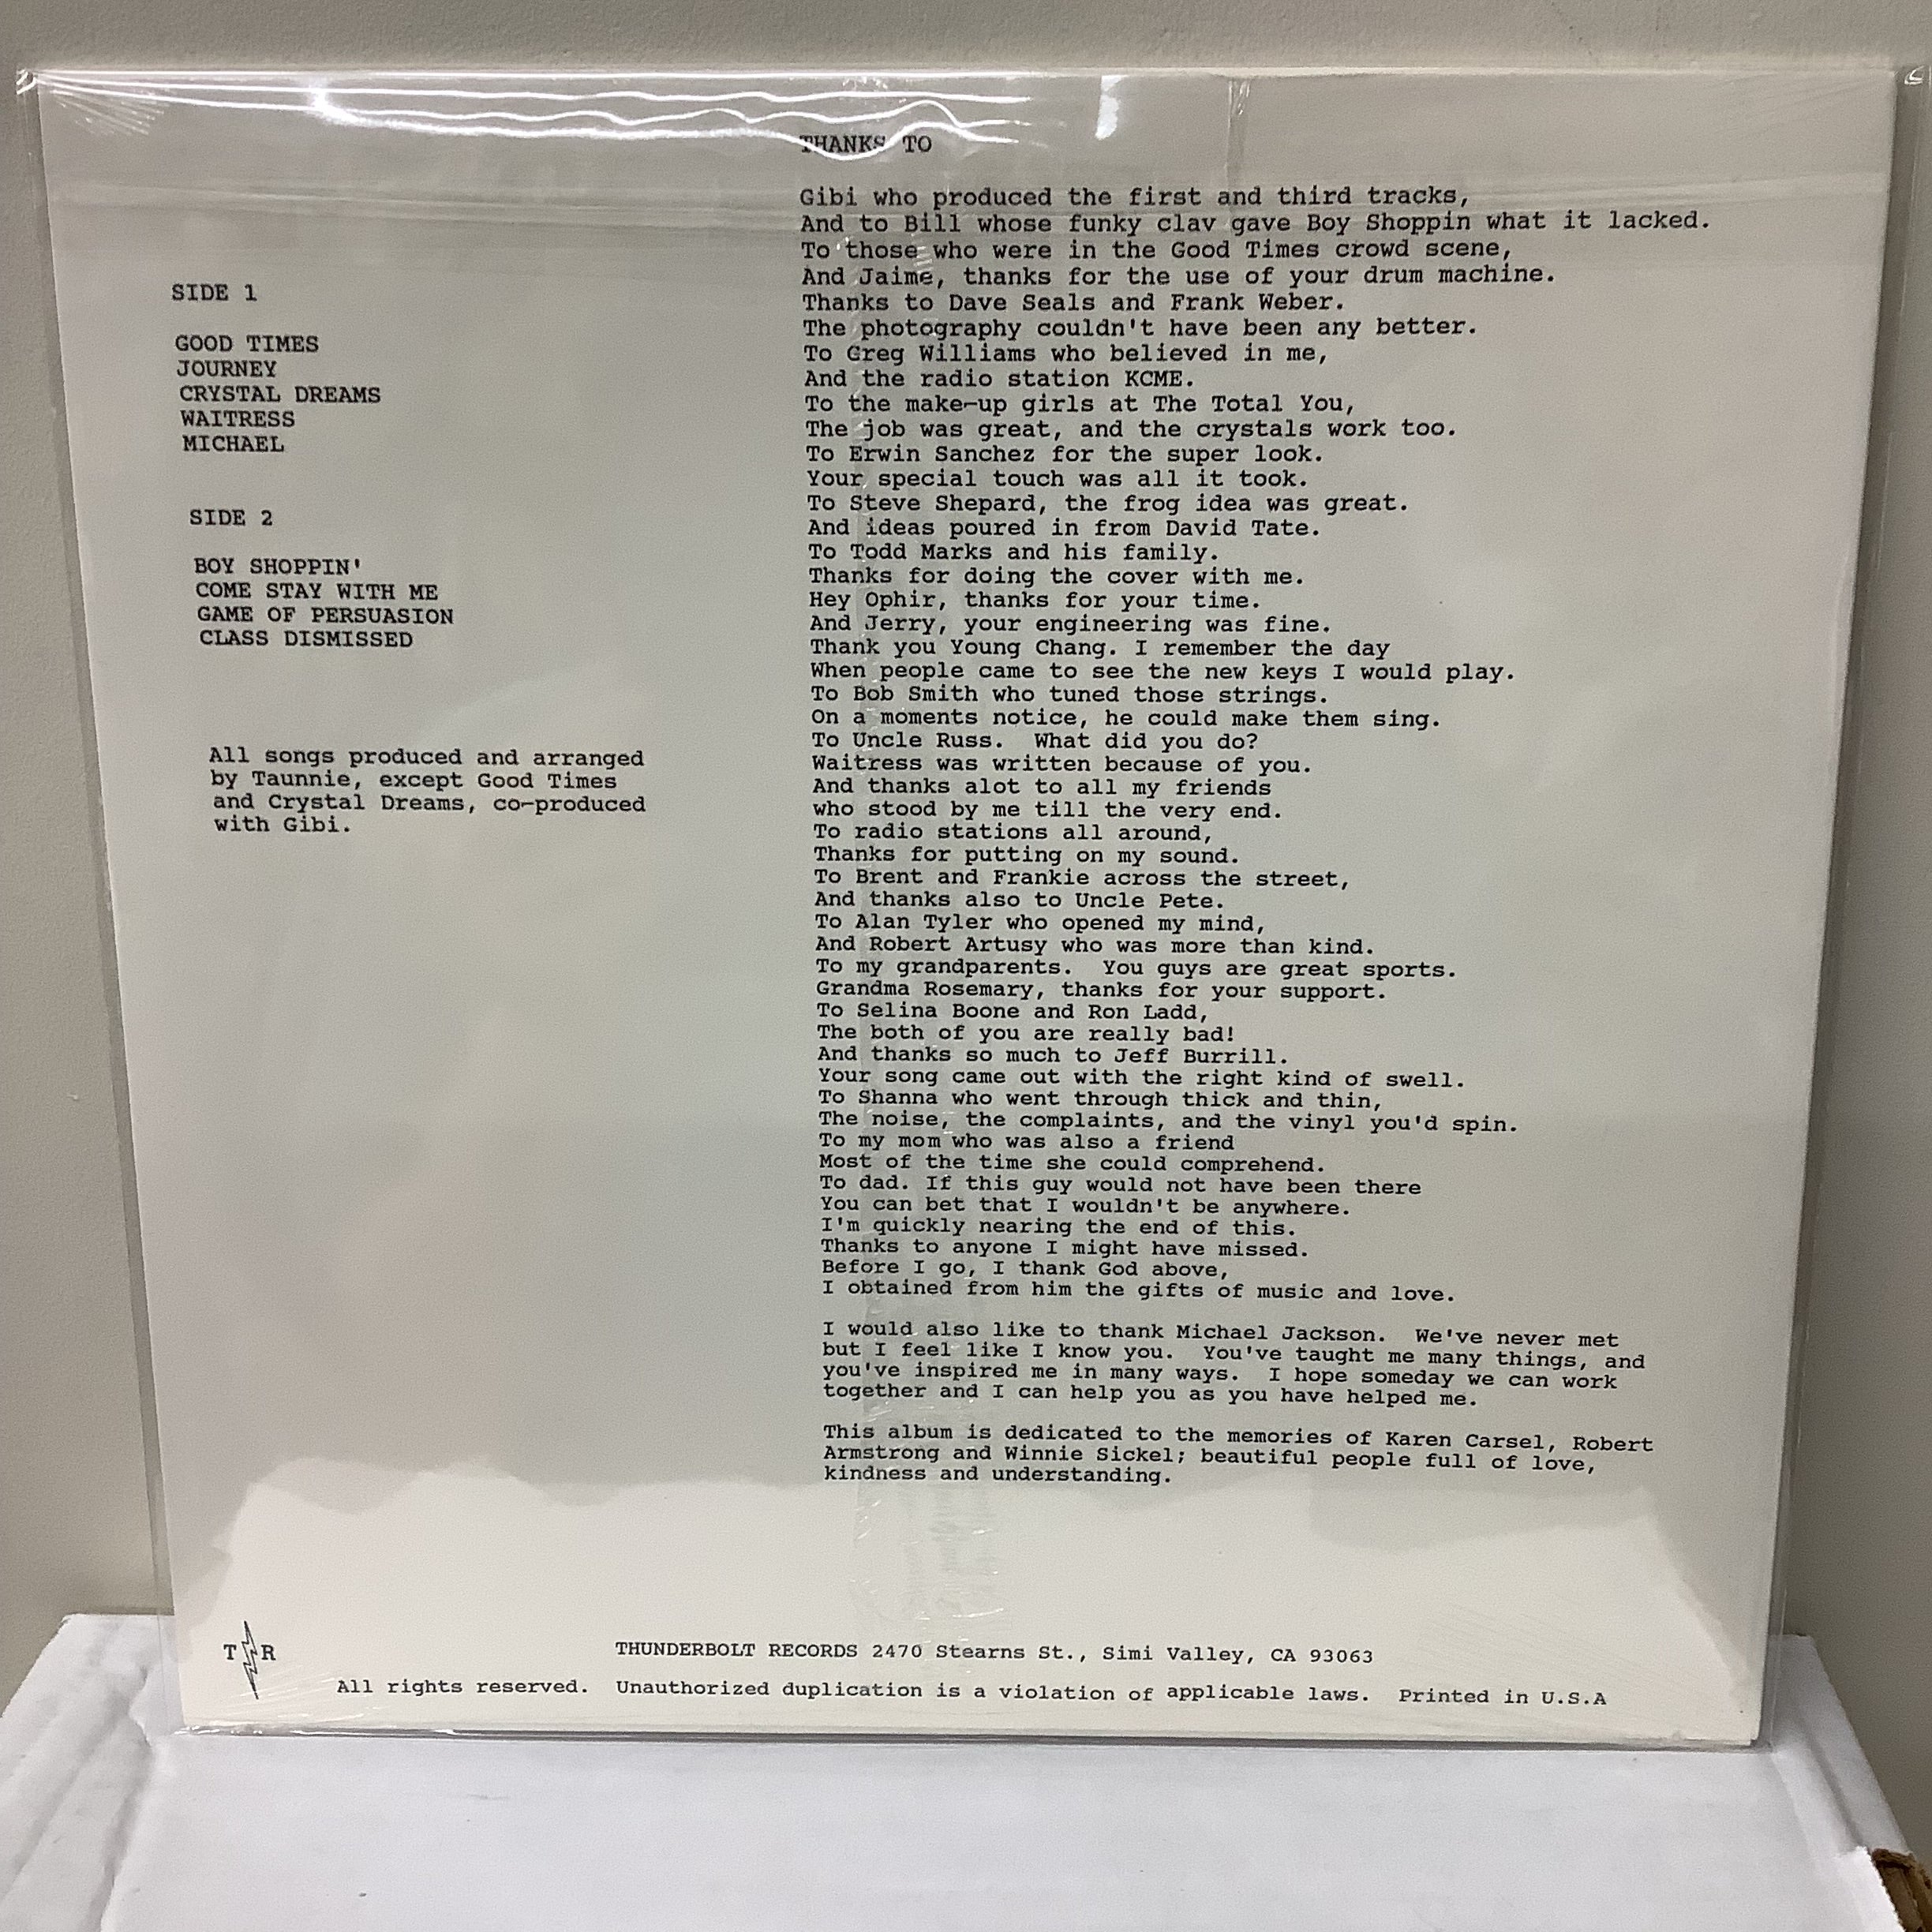 SIDE 1
GOOD TIMES
JOURNEY
CRYSTAL DREAMS
WAITRESS
MICHAEL
SIDE 2
BOY SHOPPIN'
COME STAY WITH ME
GAME OF PERSUASION
CLASS DISMISSED
All songs produced and arranged
by Taunnie, except Good Times
and Crystal Dreams, co-produced
with Gibi.
THANKS TO
Gibi who produced the first and third tracks,
And to Bill whose funky clav gave Boy Shoppin what it lacked.
To those who were in the Good Times crowd scene,
And Jaime, thanks for the use of your drum machine.
Thanks to Dave Seals and Frank Weber.
The photography couldn't have been any better.
To Greg Williams who believed in me,
And the radio station KCME.
To the make-up girls at The Total You,
The job was great, and the crystals work too.
To Erwin Sanchez for the super look.
Your special touch was all it took.
To Steve Shepard, the frog idea was great.
And ideas poured in from David Tate.
To Todd Marks and his family.
Thanks for doing the cover with me.
Hey Ophir, thanks for your time.
And Jerry, your engineering was fine.
Thank you Young Chang. I remember the day
When people came to see the new keys I would play.
To Bob Smith who tuned those strings.
On a moments notice, he could make them sing.
To Uncle Russ.  What did you do?
Waitress was written because of you.
And thanks alot to all my friends
who stood by me till the very end.
To radio stations all around,
Thanks for putting on my sound.
To Brent and Frankie across the street,
And thanks also to Uncle Pete.
To Alan Tyler who opened my mind,
And Robert Artusy who was more than kind.
To my grandparents.  You guys are great sports.
Grandma Rosemary, thanks for your support.
To Selina Boone and Ron Ladd,
The both of you are really bad!
And thanks so much to Jeff Burrill.
Your song came out with the right kind of swell.
To Shanna who went through thick and thin,
The noise, the complaints, and the vinyl you'd spin.
To my mom who was also a friend
Most of the time she could comprehend.
To dad. If this guy would not have been there
You can bet that I wouldn't be anywhere.
I'm quickly nearing the end of this.
Thanks to anyone I might have missed.
Before I go, I thank God above,
I obtained from him the gifts of music and love.
I would also like to thank Michael Jackson.  We've never met
but I feel like I know you.  You've taught me many things, and
you've inspired me in many ways.  I hope someday we can work
together and I can help you as you have helped me.
This album is dedicated to the memories of Karen Carsel, Robert
Armstrong and Winnie Sickel; beautiful people full of love,
kindness and understanding.
T R
THUNDERBOLT RECORDS 2470 Stearns St., Simi Valley, CA 93063
All rights reserved.  Unauthorized duplication is a violation of applicable laws.  Printed in U.S.A